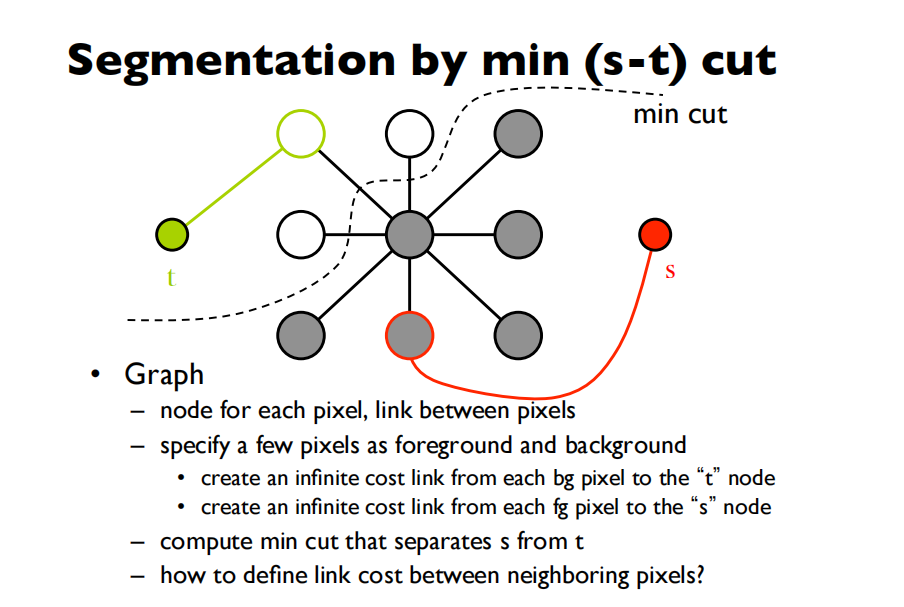 Segmentation by min (s-t) cut
min cut
t
s
• Graph
– node for each pixel, link between pixels
– specify a few pixels as foreground and background
• create an infinite cost link from each bg pixel to the “t” node
• create an infinite cost link from each fg pixel to the “s” node
– compute min cut that separates s from t
– how to define link cost between neighboring pixels?